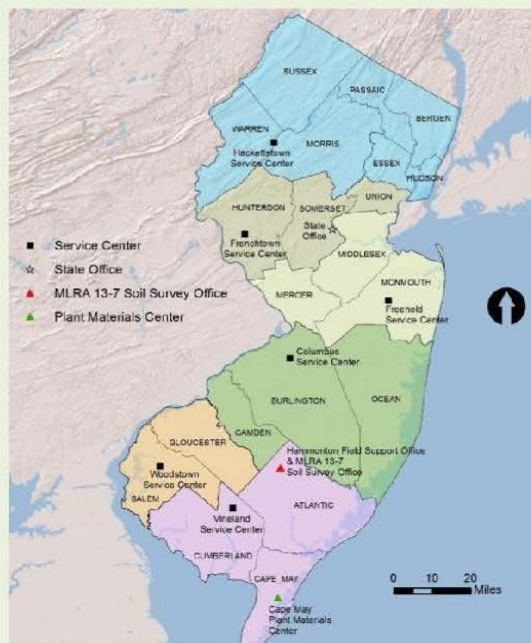 SUSSEX
PASSAIC
BERGEN
WARREN
MORRIS
Hackettstown
Service Center
ESSEX
HUDSON
HUNTERDON
SOMERSET
UNION
State
Office
Frenchtown
Service Center
MIDDLESEX
Service Center
State Office
MLRA 13-7 Soil Survey Office
Plant Materials Center
MERCER
MONMOUTH
Freehold
Service Center
Columbus
Service Center
BURLINGTON
OCEAN
CAMDEN
GLOUCESTER
Hammonton Field Support Office
& MLRA 13-7
Soil Survey Office
Woodstown
Service Center
SALEM
ATLANTIC
Vineland
Service Center
CUMBERLAND
CAPE MAY
Cape May
Plant Materials
Center
0 10 20
Miles